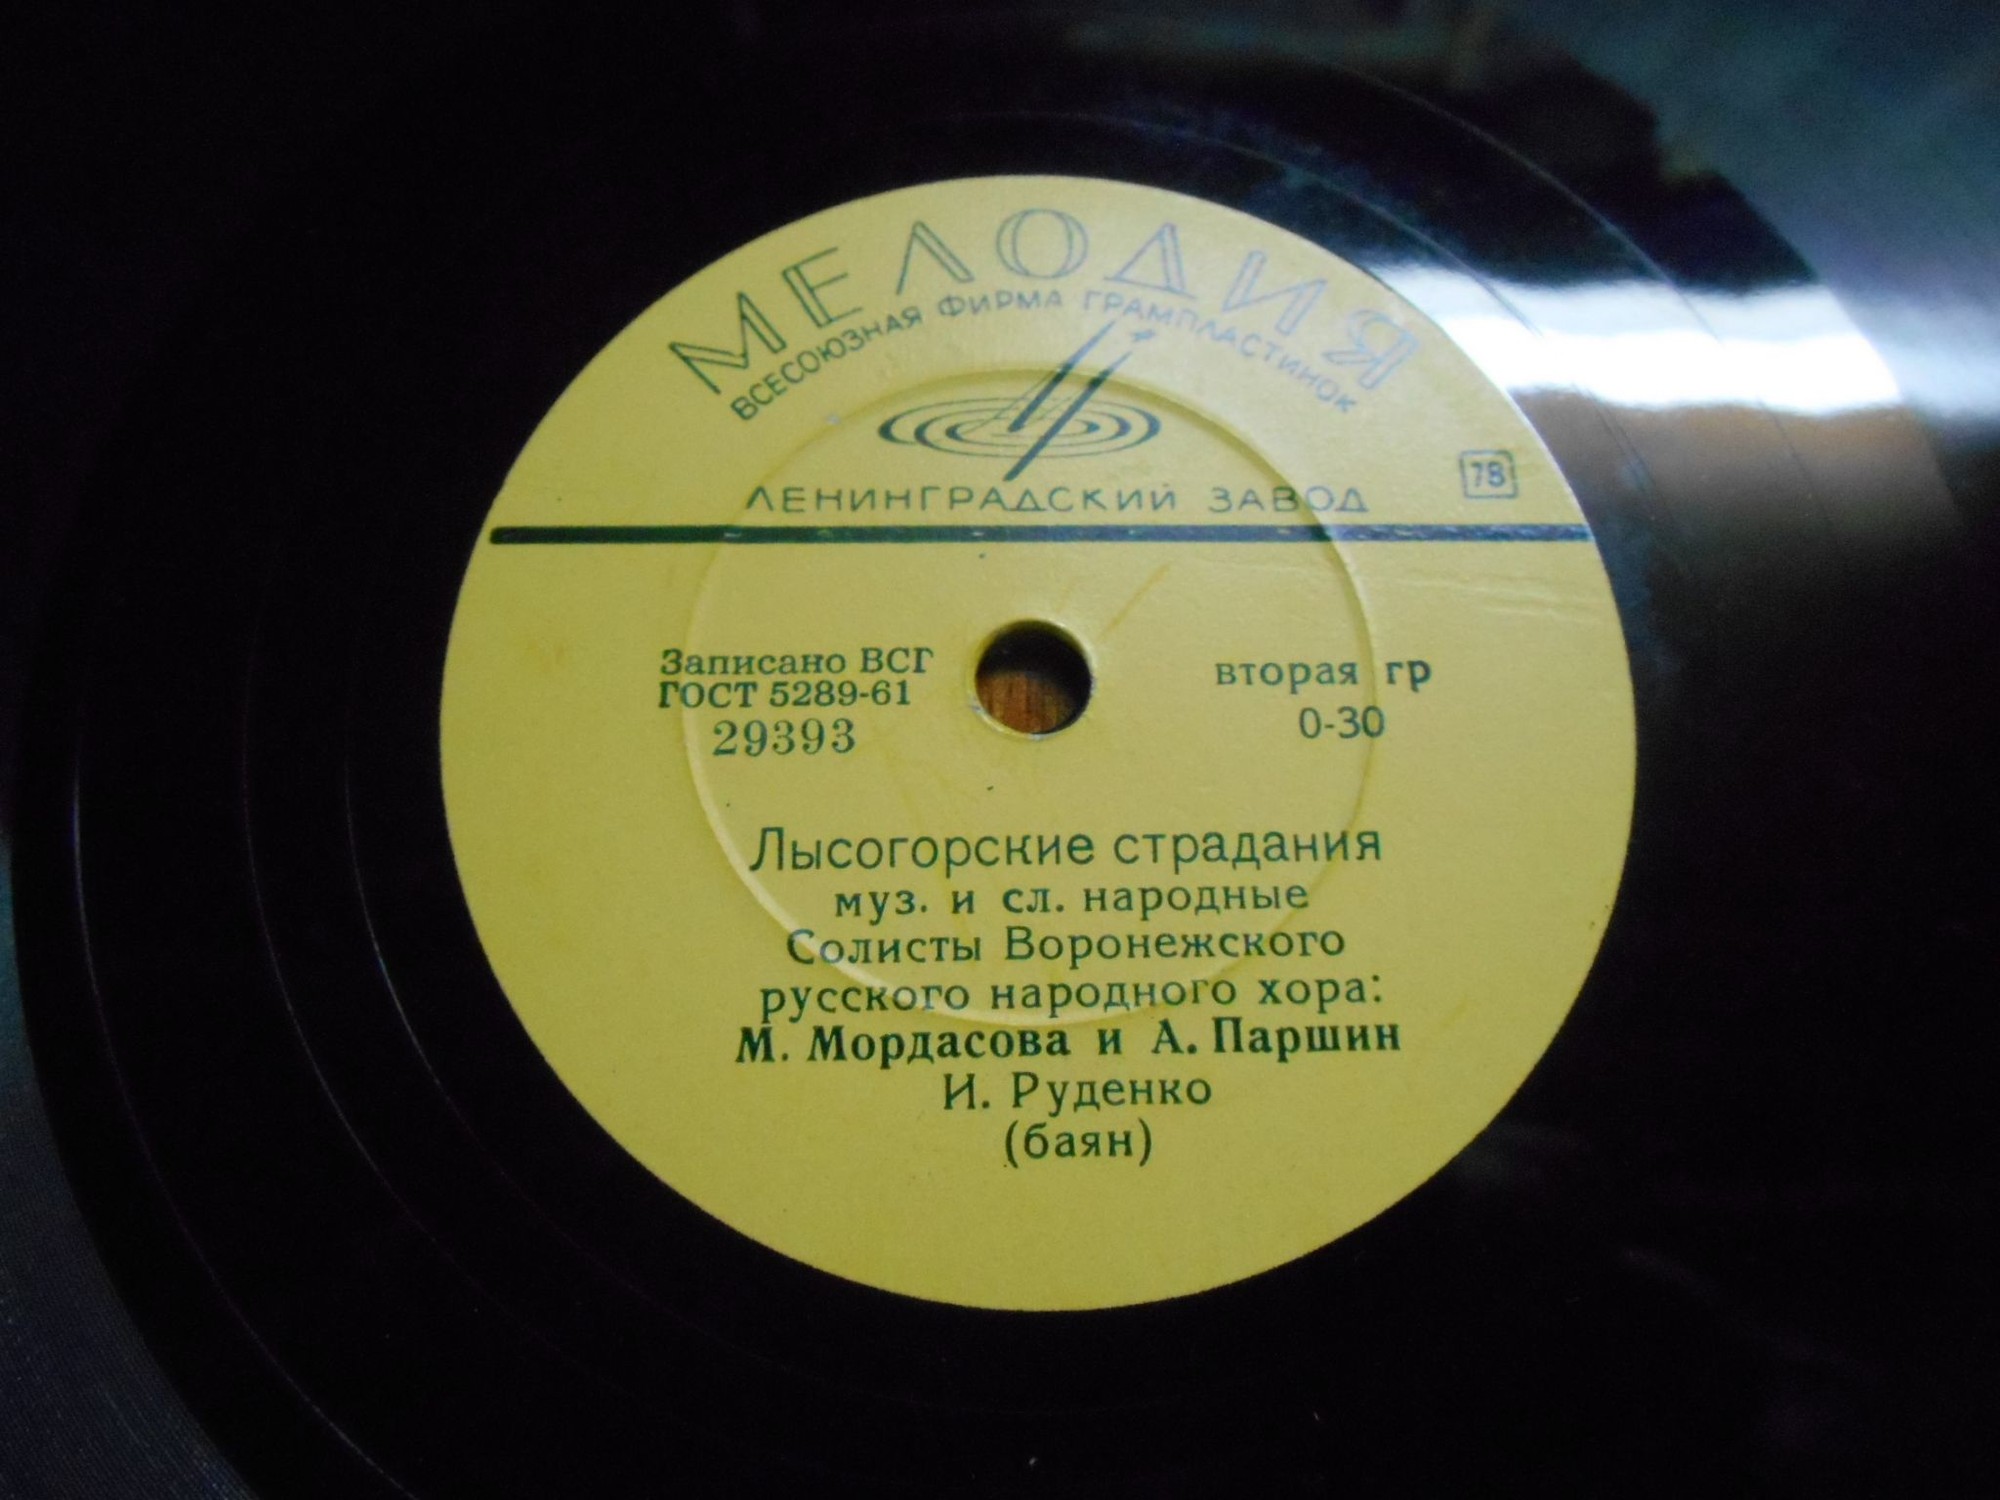 МЕЛОДИЯ
ВСЕСОЮЗНАЯ ФИРМА ГРАМПЛАСТИНОК
ЛЕНИНГРАДСКИЙ ЗАВОД
78
Записано ВСГ
ГОСТ 5289-61
29393
вторая гр
0-30
Лысогорские страдания
муз. и сл. народные
Солисты Воронежского
русского народного хора:
М. Мордасова и А. Паршин
И. Руденко
(баян)